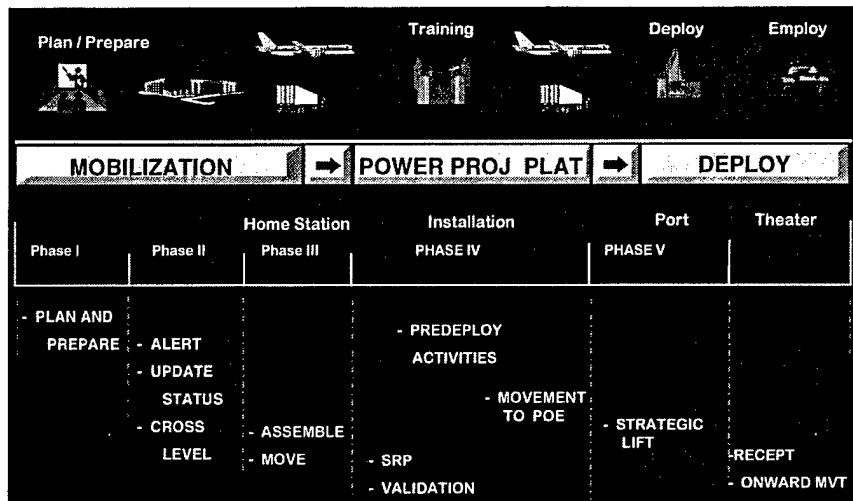 Plan / Prepare
Training
Deploy
Employ
MOBILIZATION
POWER PROJ PLAT
DEPLOY
Home Station
Installation
Port
Theater
Phase I
Phase II
Phase III
PHASE IV
PHASE V
- PLAN AND
PREPARE
- ALERT
- UPDATE
STATUS
- CROSS
LEVEL
- ASSEMBLE
- MOVE
- PREDEPLOY
ACTIVITIES
- MOVEMENT
TO POE
- SRP
- VALIDATION
- STRATEGIC
LIFT
-RECEPT
- ONWARD MVT